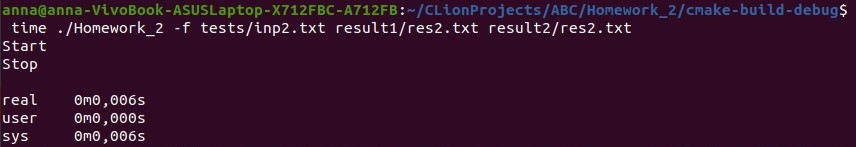 anna@anna-VivoBook-ASUSLaptop-X712FBC-A712FB:~/CLionProjects/ABC/Homework_2/cmake-build-debug$
time ./Homework_2 -f tests/inp2.txt result1/res2.txt result2/res2.txt
Start
Stop
real 0m0,006s
user 0m0,000s
sys 0m0,006s